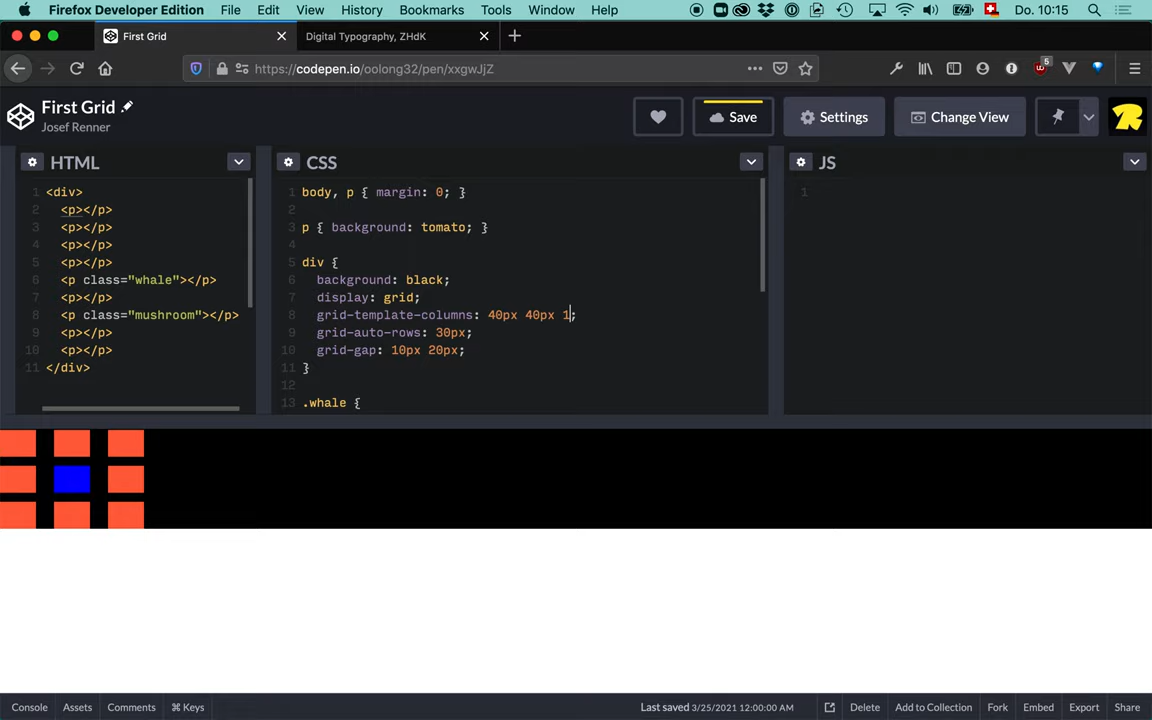 Firefox Developer Edition File Edit View History Bookmarks Tools Window Help Do. 10:15
First Grid
Digital Typography, ZHdK
https://codepen.io/oolong32/pen/xxgwJjZ
5
First Grid
Josef Renner
Save
Settings
Change View
HTML
1 <div>
2 <p></p>
3 <p></p>
4 <p></p>
5 <p></p>
6 <p class="whale"></p>
7 <p></p>
8 <p class="mushroom"></p>
9 <p></p>
10 <p></p>
11 </div>
CSS
1 body, p { margin: 0; }
2
3 p { background: tomato; }
4
5 div {
6 background: black;
7 display: grid;
8 grid-template-columns: 40px 40px 1;
9 grid-auto-rows: 30px;
10 grid-gap: 10px 20px;
11 }
12
13 .whale {
JS
1
Console Assets Comments ⌘ Keys Last saved 3/25/2021 12:00:00 AM Delete Add to Collection Fork Embed Export Share